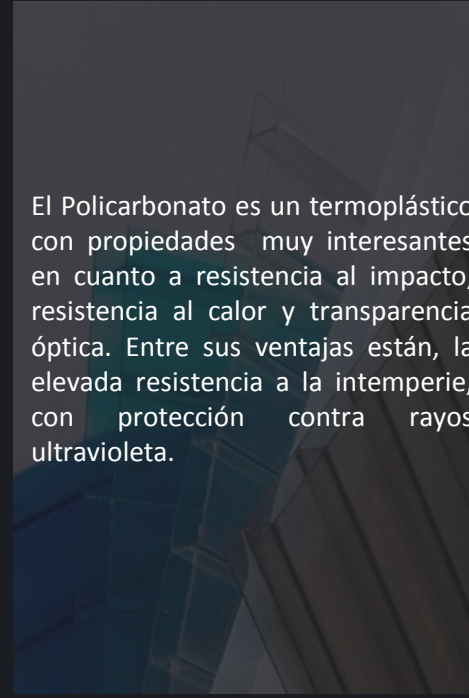 El Policarbonato es un termoplástico
con propiedades muy interesantes
en cuanto a resistencia al impacto,
resistencia al calor y transparencia
óptica. Entre sus ventajas están, la
elevada resistencia a la intemperie,
con protección contra rayos
ultravioleta.